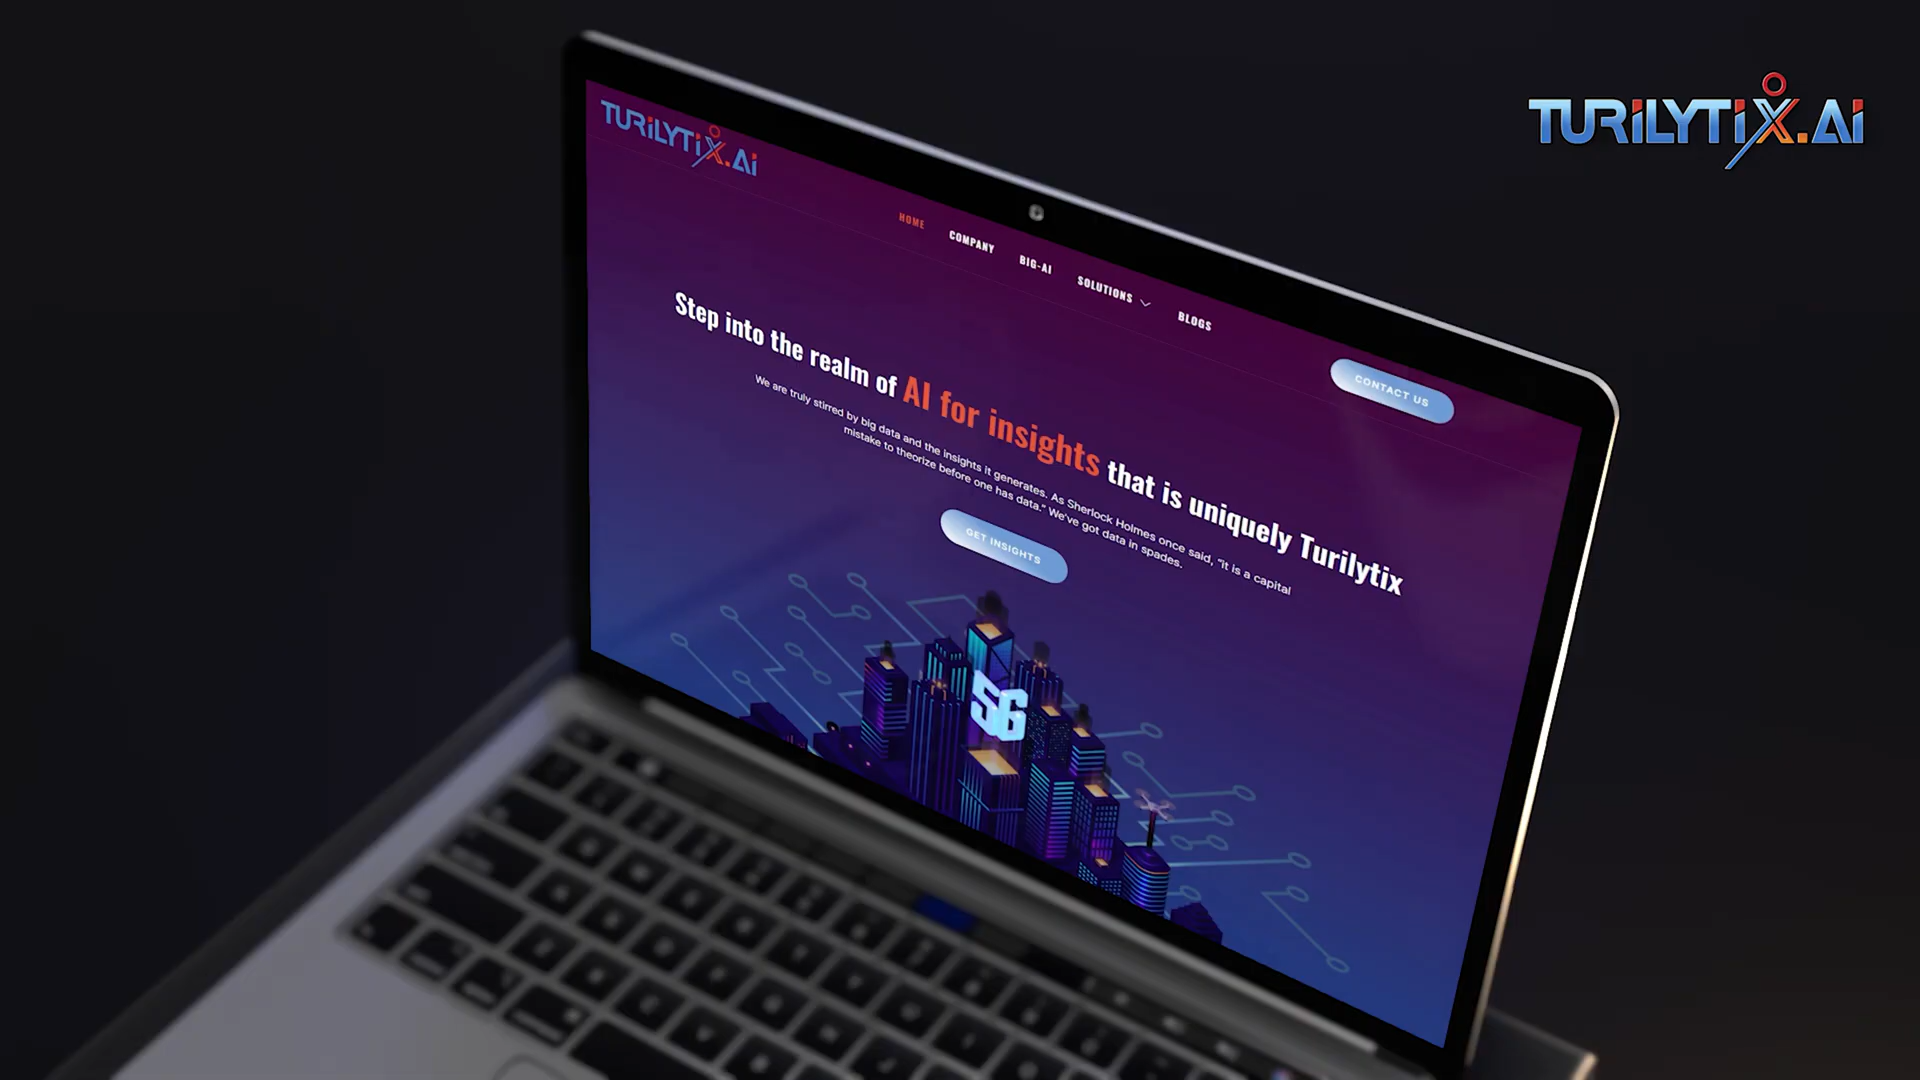 TURILYTIX.AI
TURILYTIX.AI
HOME
COMPANY
BIG-AI
SOLUTIONS
BLOGS
CONTACT US
Step into the realm of AI for insights that is uniquely Turilytix
We are truly stirred by big data and the insights it generates. As Sherlock Holmes once said, "It is a capital
mistake to theorize before one has data." We've got data in spades.
GET INSIGHTS
5G